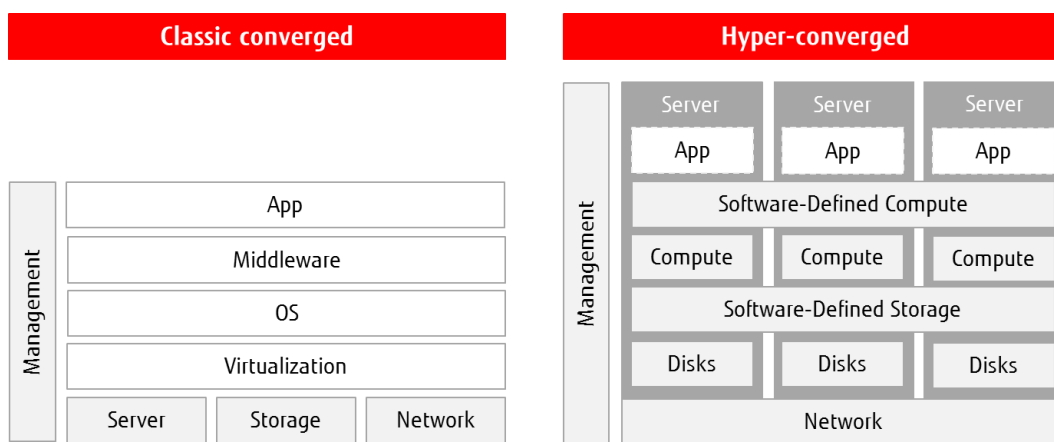 Classic converged
Management
App
Middleware
OS
Virtualization
Server Storage Network
Hyper-converged
Management
Server Server Server
App App App
Software-Defined Compute
Compute Compute Compute
Software-Defined Storage
Disks Disks Disks
Network